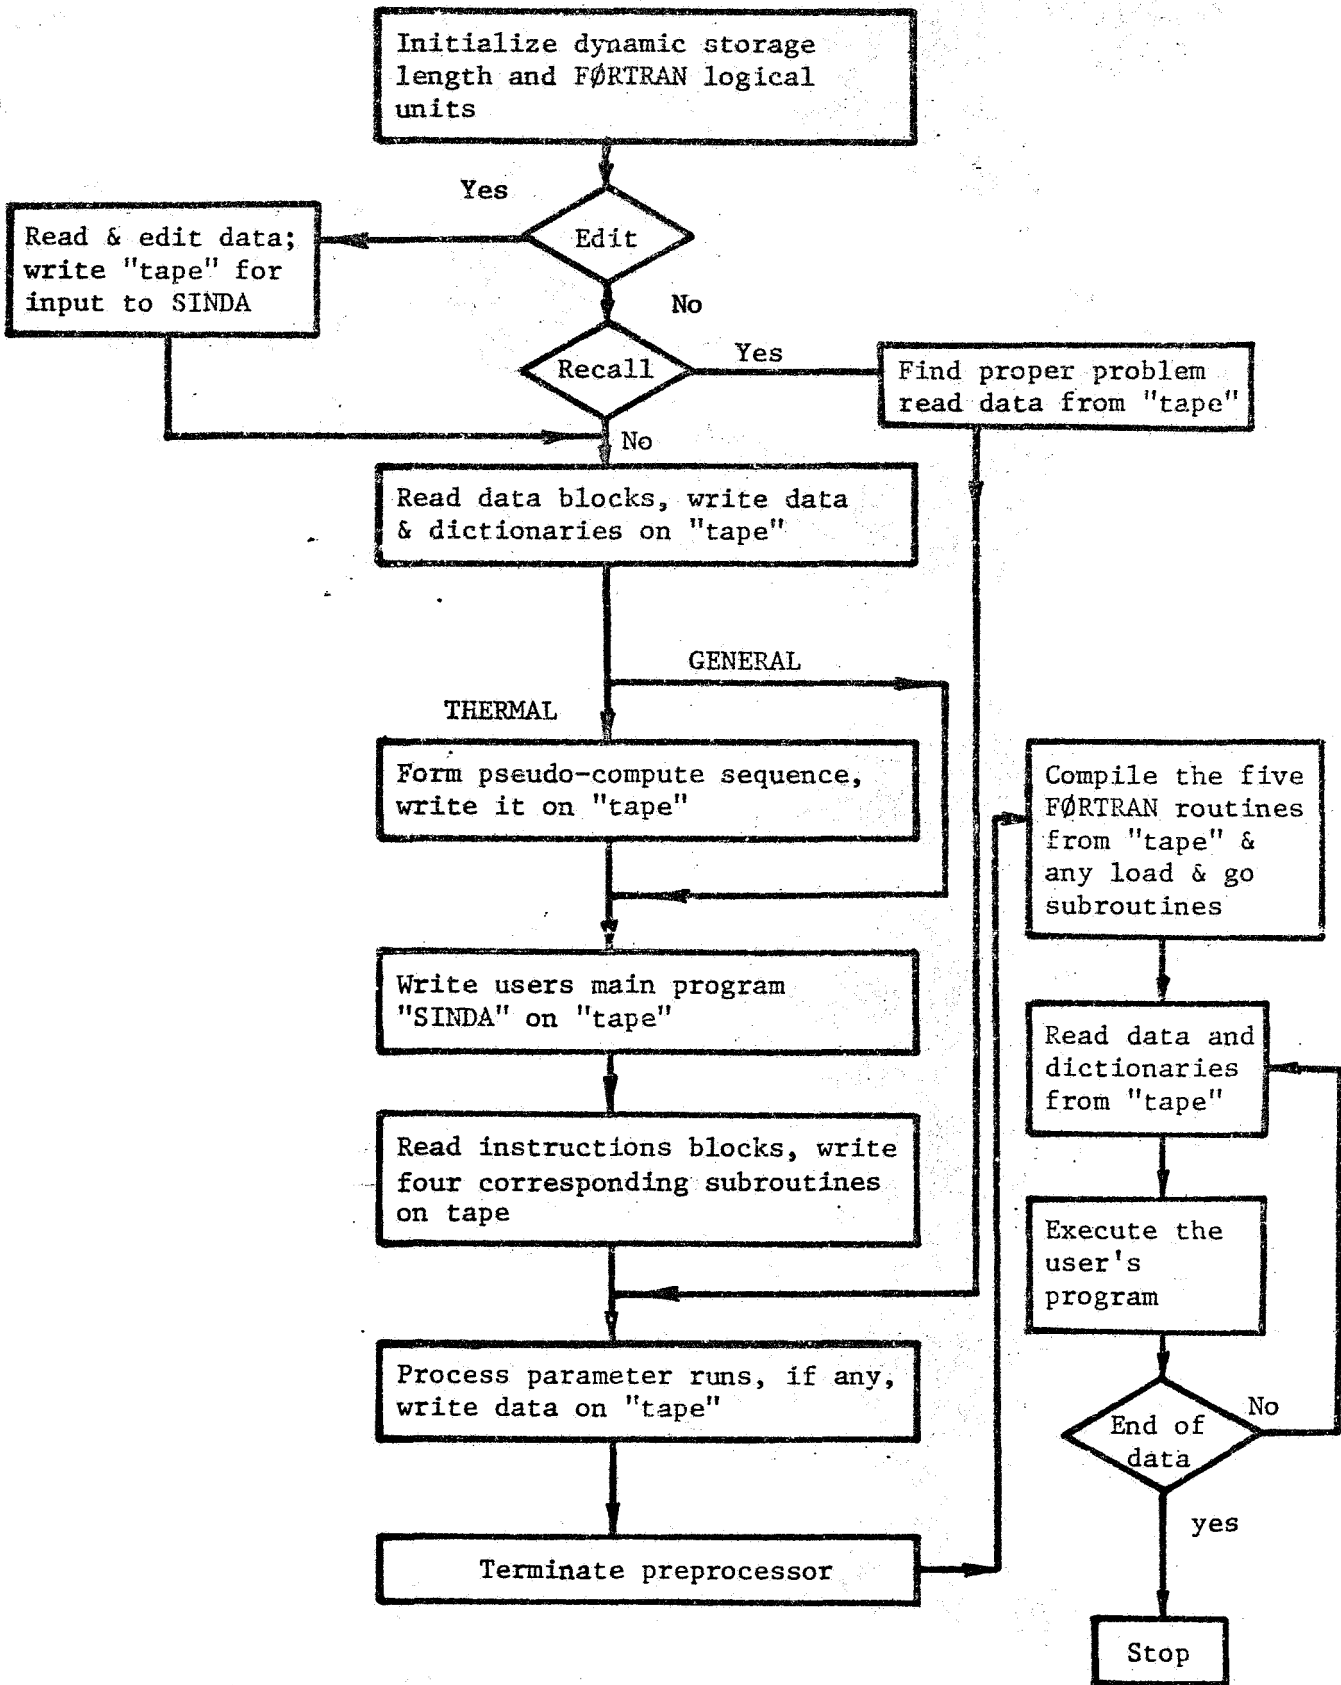 Initialize dynamic storage
length and FØRTRAN logical
units
Yes
Edit
Read & edit data;
write "tape" for
input to SINDA
No
Recall
Yes
Find proper problem
read data from "tape"
No
Read data blocks, write data
& dictionaries on "tape"
GENERAL
THERMAL
Form pseudo-compute sequence,
write it on "tape"
Write users main program
"SINDA" on "tape"
Read instructions blocks, write
four corresponding subroutines
on tape
Process parameter runs, if any,
write data on "tape"
Terminate preprocessor
Compile the five
FØRTRAN routines
from "tape" &
any load & go
subroutines
Read data and
dictionaries
from "tape"
Execute the
user's
program
End of
data
No
yes
Stop